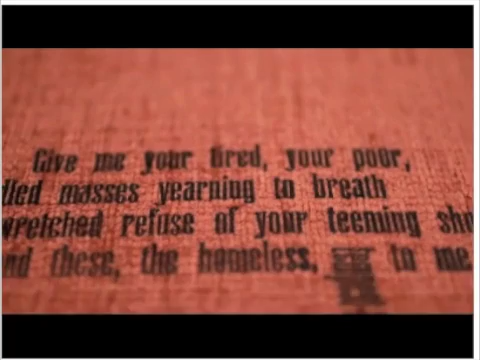 Give me your tired, your poor,
dled masses yearning to breath
wretched refuse of your teeming sho
nd these, the homeless, to me